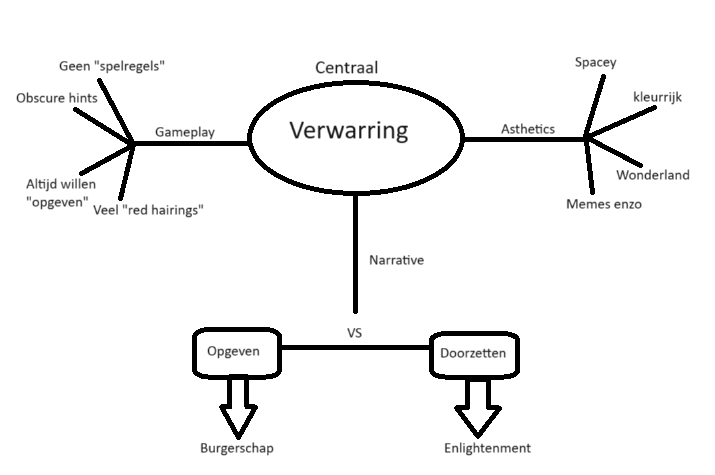 Centraal
Verwarring
Gameplay
Geen "spelregels"
Obscure hints
Altijd willen
"opgeven"
Veel "red hairings"
Asthetics
Spacey
kleurrijk
Wonderland
Memes enzo
Narrative
VS
Opgeven
Doorzetten
Burgerschap
Enlightenment